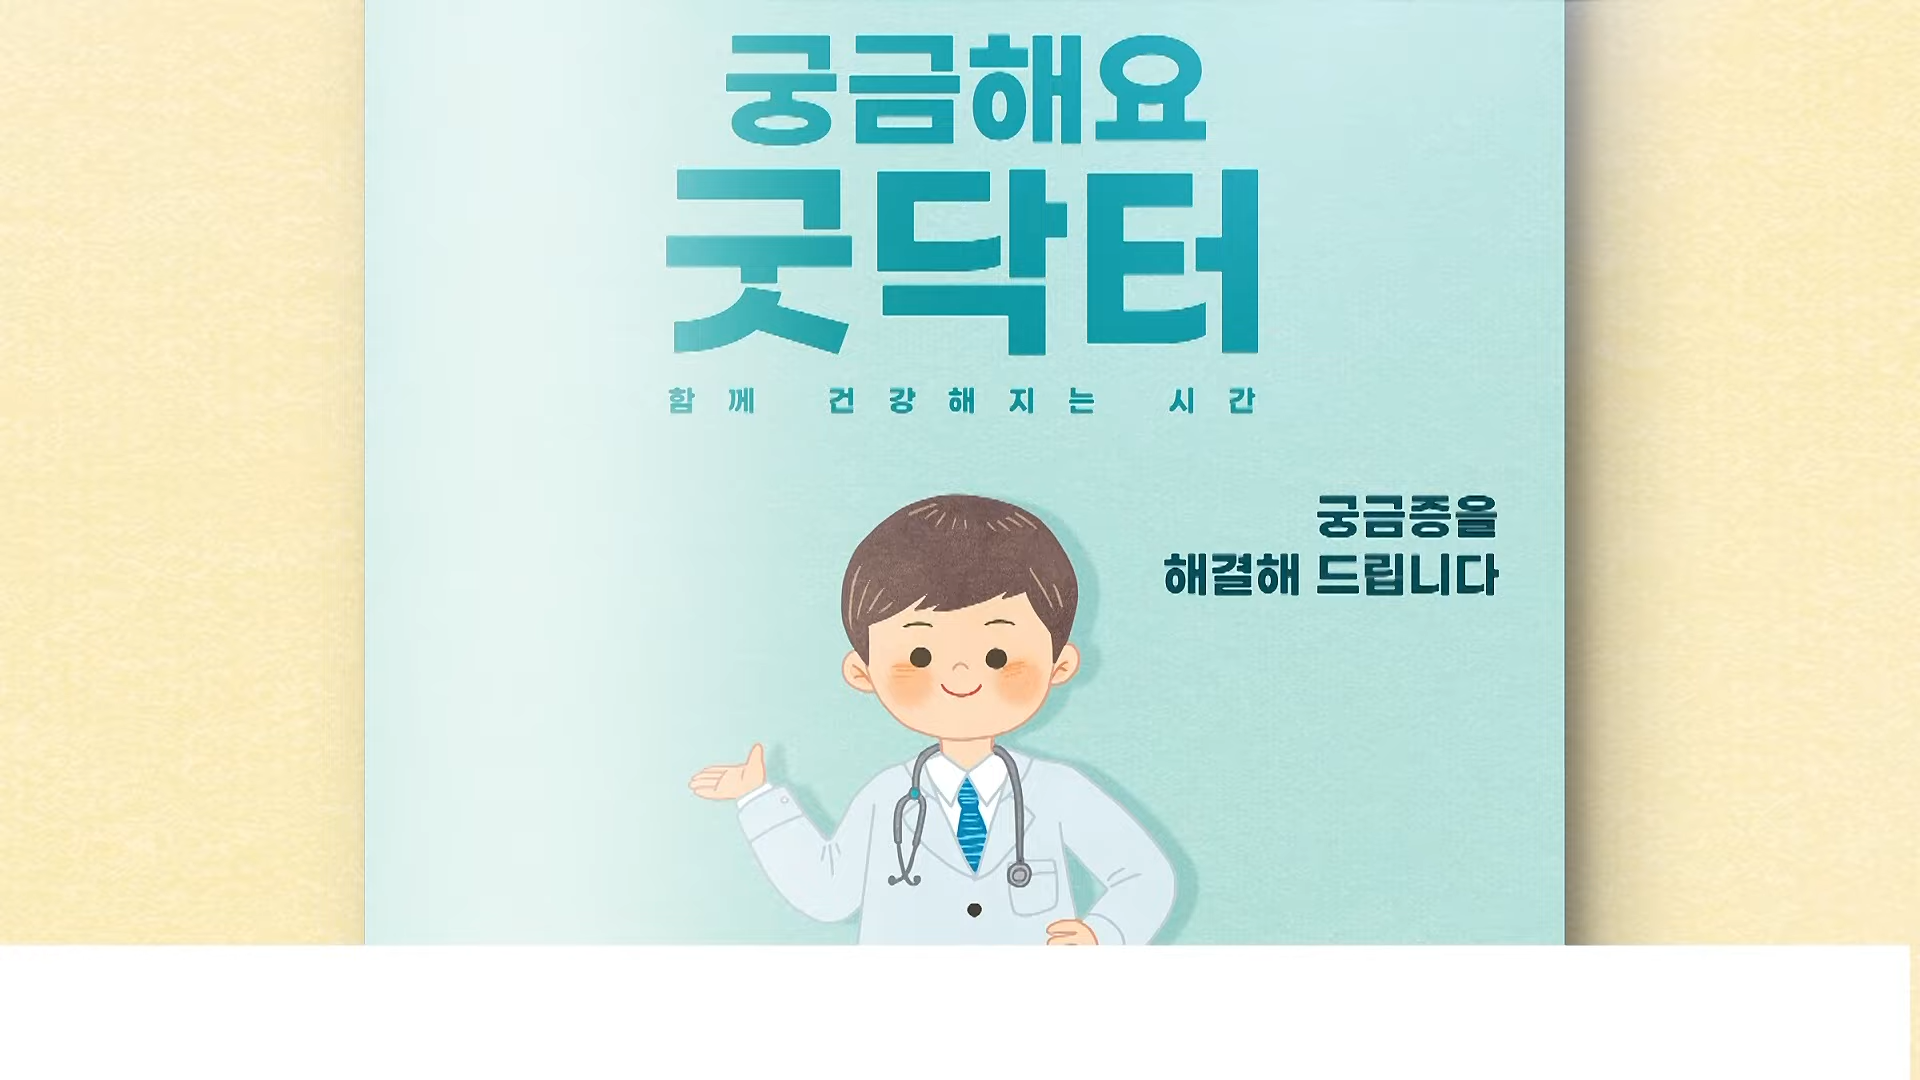 궁금해요
굿닥터
함께 건강해지는 시간
궁금증을
해결해 드립니다